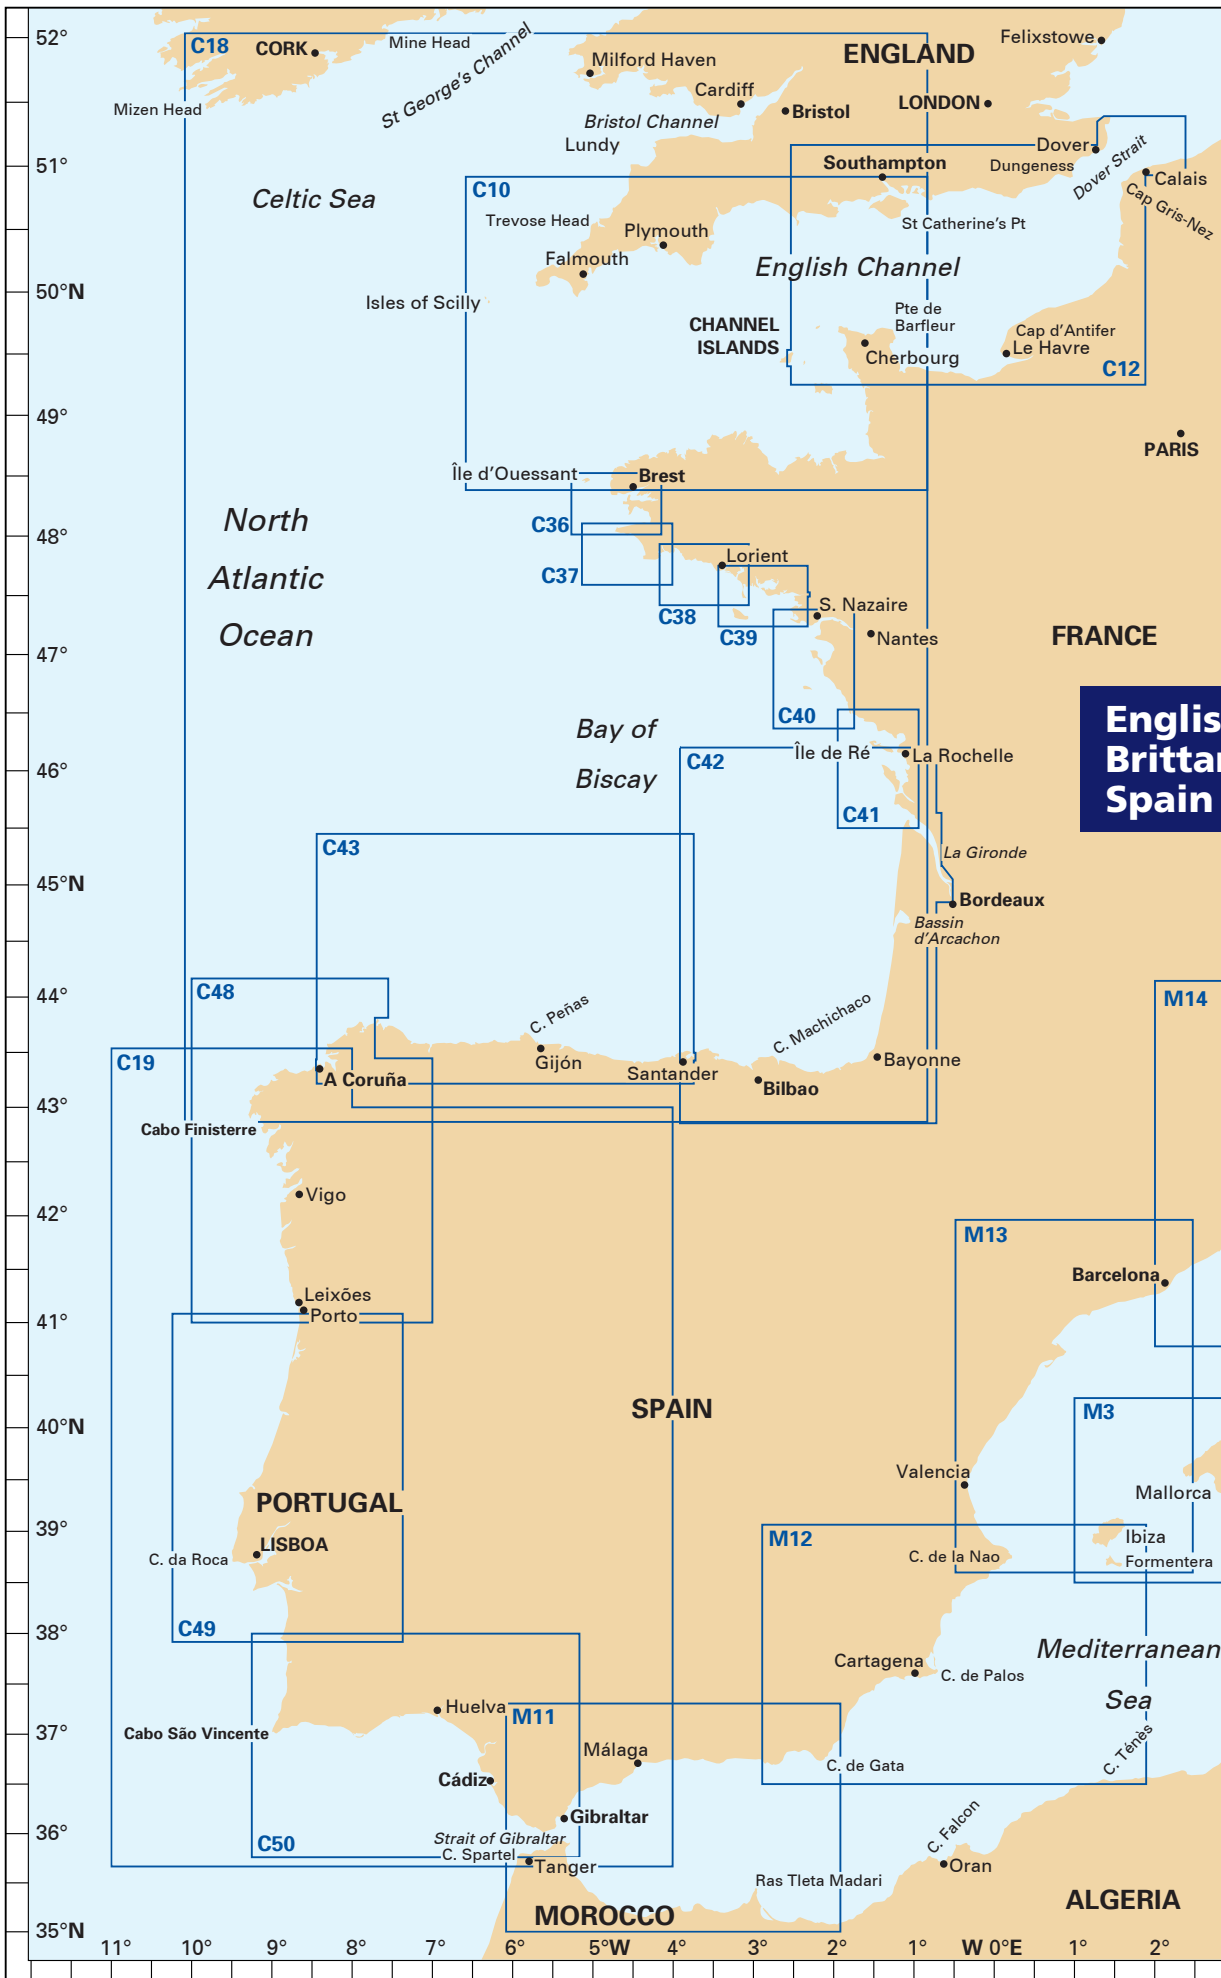 52°
C18
CORK
Mine Head
St George's Channel
Milford Haven
ENGLAND
Felixstowe
Mizen Head
Cardiff
Bristol Channel
Bristol
LONDON
Lundy
51°
Dover
Dungeness
Dover Strait
Calais
Cap Gris-Nez
Southampton
Celtic Sea
C10
Trevose Head
Plymouth
St Catherine's Pt
Falmouth
English Channel
50°N
Isles of Scilly
CHANNEL
ISLANDS
Pte de
Barfleur
Cherbourg
Cap d'Antifer
Le Havre
C12
49°
PARIS
Île d'Ouessant
Brest
North
Atlantic
Ocean
48°
C36
C37
Lorient
C38
C39
S. Nazaire
Nantes
47°
FRANCE
Bay of
Biscay
C40
Englis
Brittan
Spain
46°
C42
Île de Ré
La Rochelle
C41
C43
La Gironde
45°N
Bordeaux
Bassin
d'Arcachon
44°
C48
M14
C. Peñas
C. Machichaco
C19
Gijón
Santander
Bayonne
A Coruña
Bilbao
43°
Cabo Finisterre
Vigo
42°
M13
Barcelona
Leixões
Porto
41°
40°N
SPAIN
M3
Valencia
Mallorca
PORTUGAL
39°
M12
Ibiza
LISBOA
C. da Roca
C. de la Nao
Formentera
C49
38°
Mediterranean
Sea
Cartagena
C. de Palos
Huelva
M11
37°
Cabo São Vincente
Málaga
C. de Gata
C. Ténès
Cádiz
Gibraltar
36°
C50
Strait of Gibraltar
C. Spartel
Tanger
C. Falcon
Oran
Ras Tleta Madari
ALGERIA
MOROCCO
35°N
11° 10° 9° 8° 7° 6° 5°W 4° 3° 2° 1° W 0°E 1° 2°